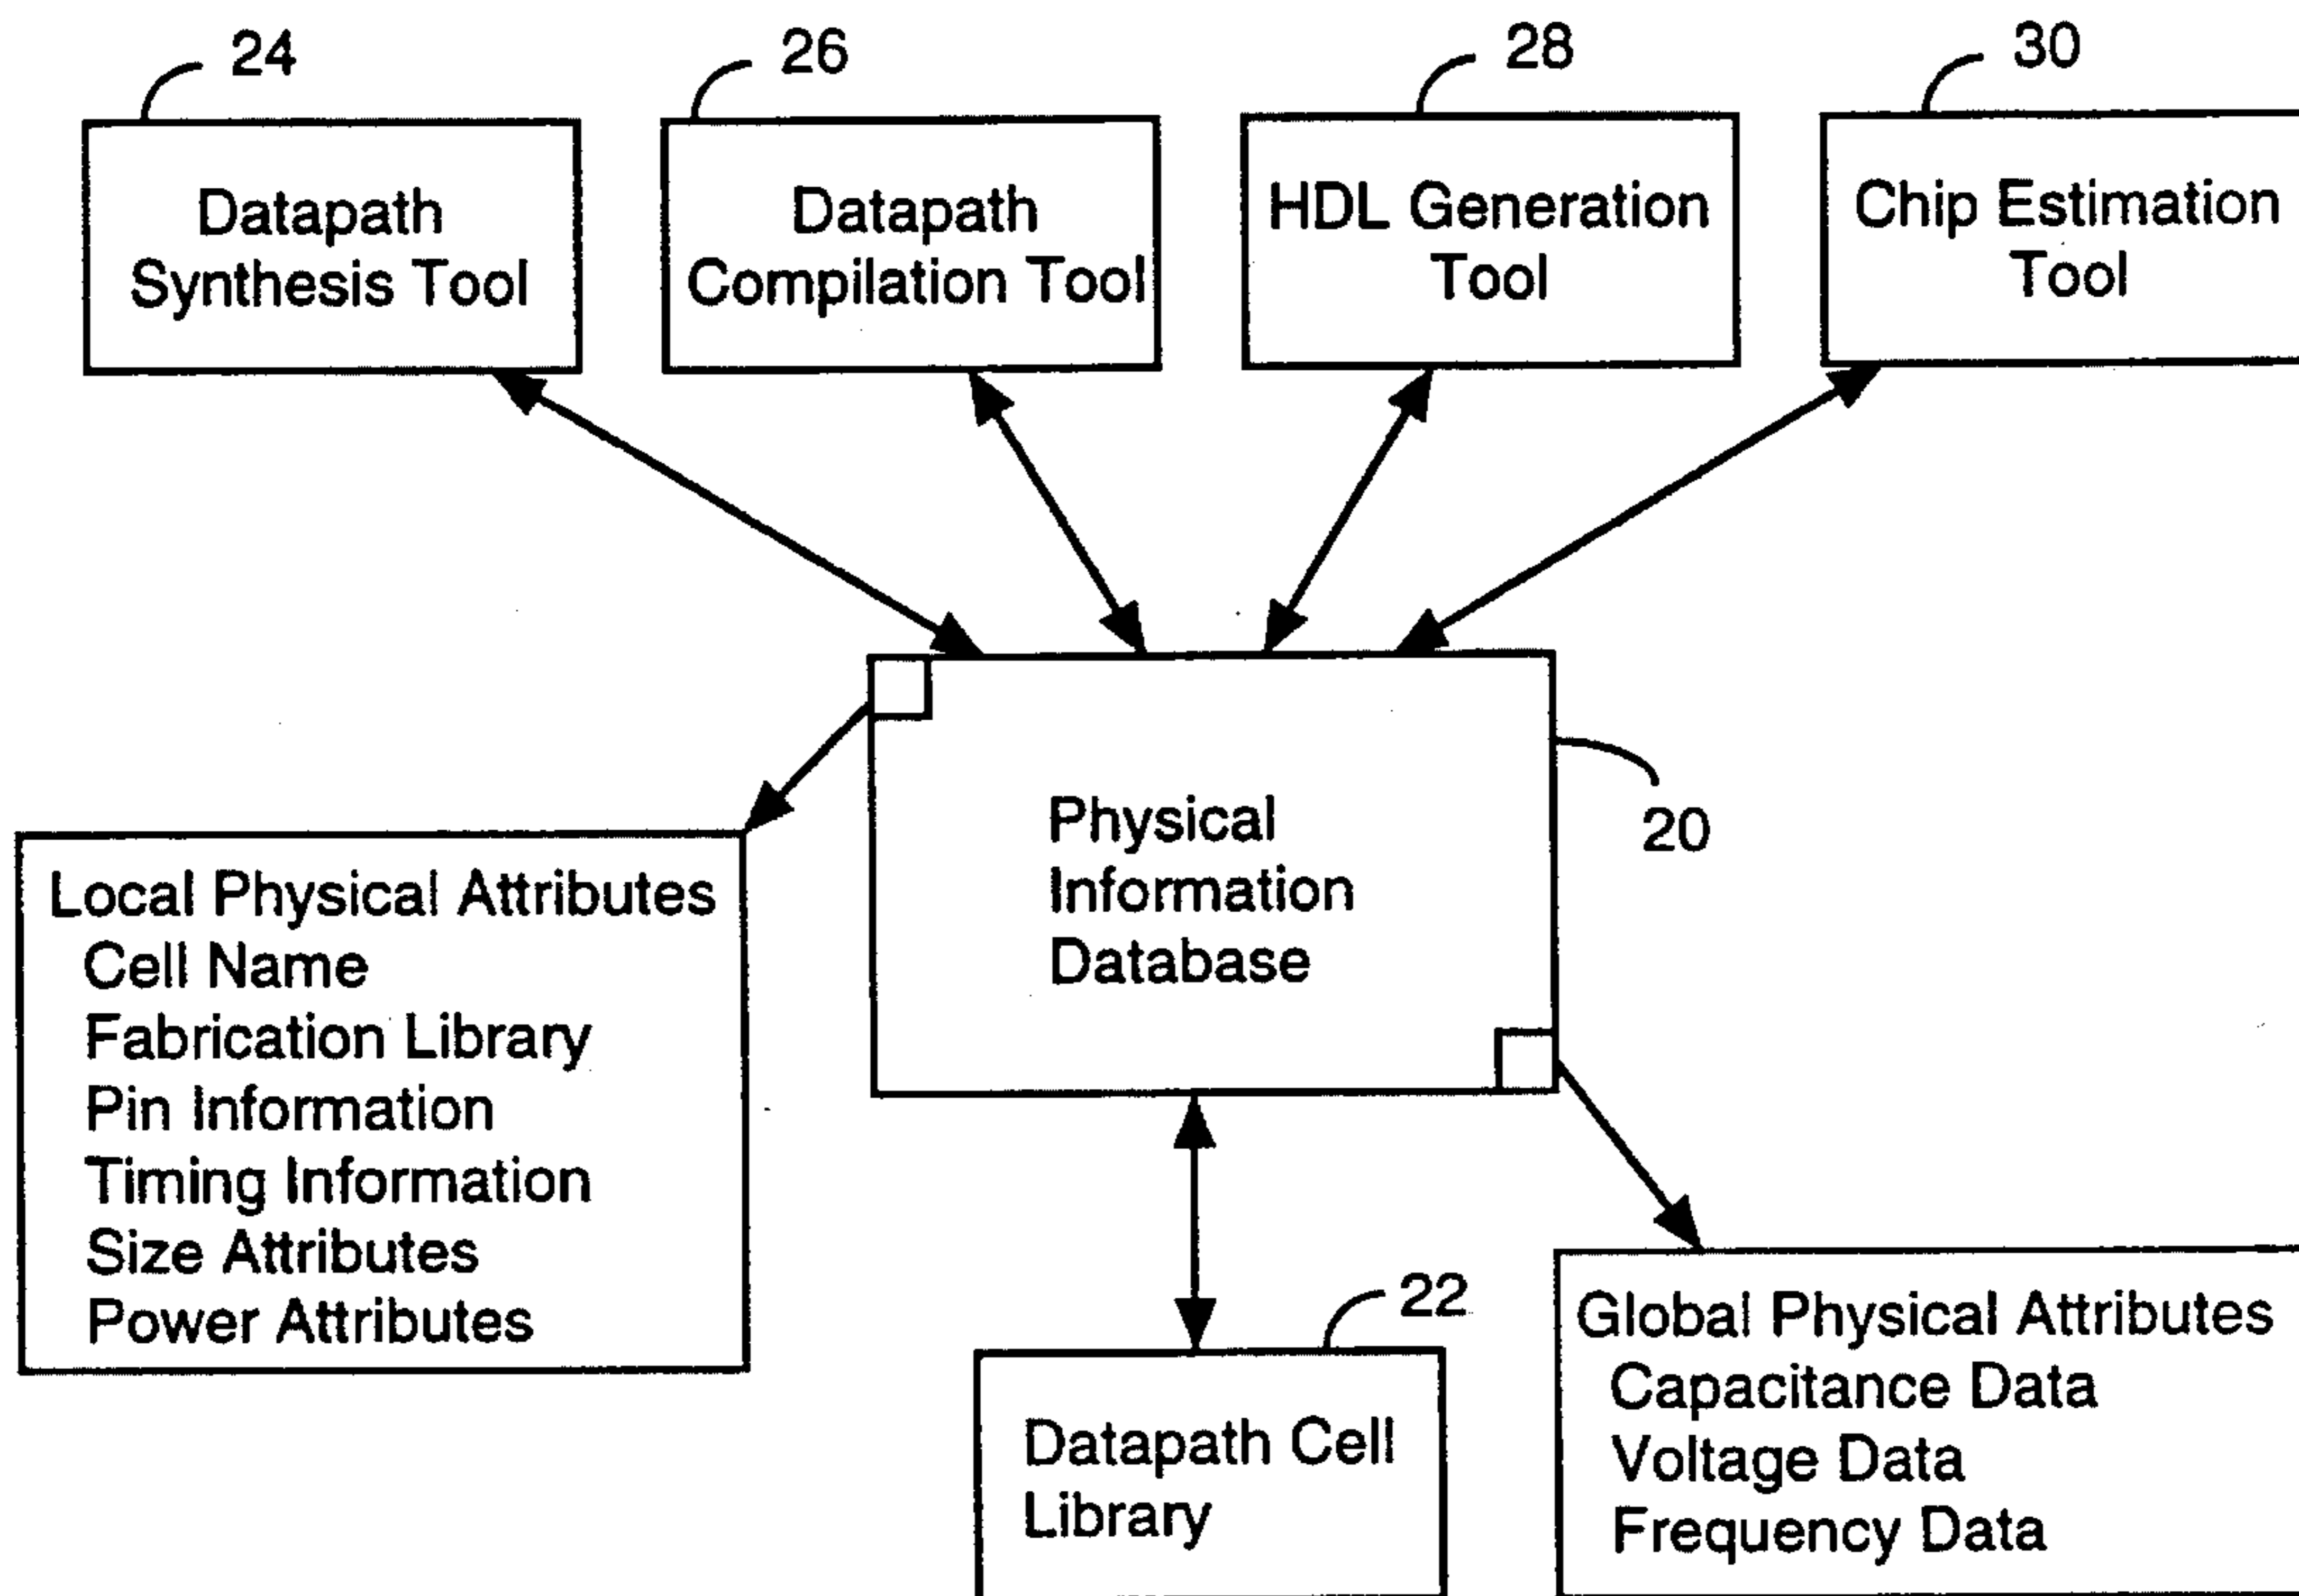 24
26
28
30
Datapath
Synthesis Tool
Datapath
Compilation Tool
HDL Generation
Tool
Chip Estimation
Tool
Physical
Information
Database
20
Local Physical Attributes
Cell Name
Fabrication Library
Pin Information
Timing Information
Size Attributes
Power Attributes
22
Datapath Cell
Library
Global Physical Attributes
Capacitance Data
Voltage Data
Frequency Data